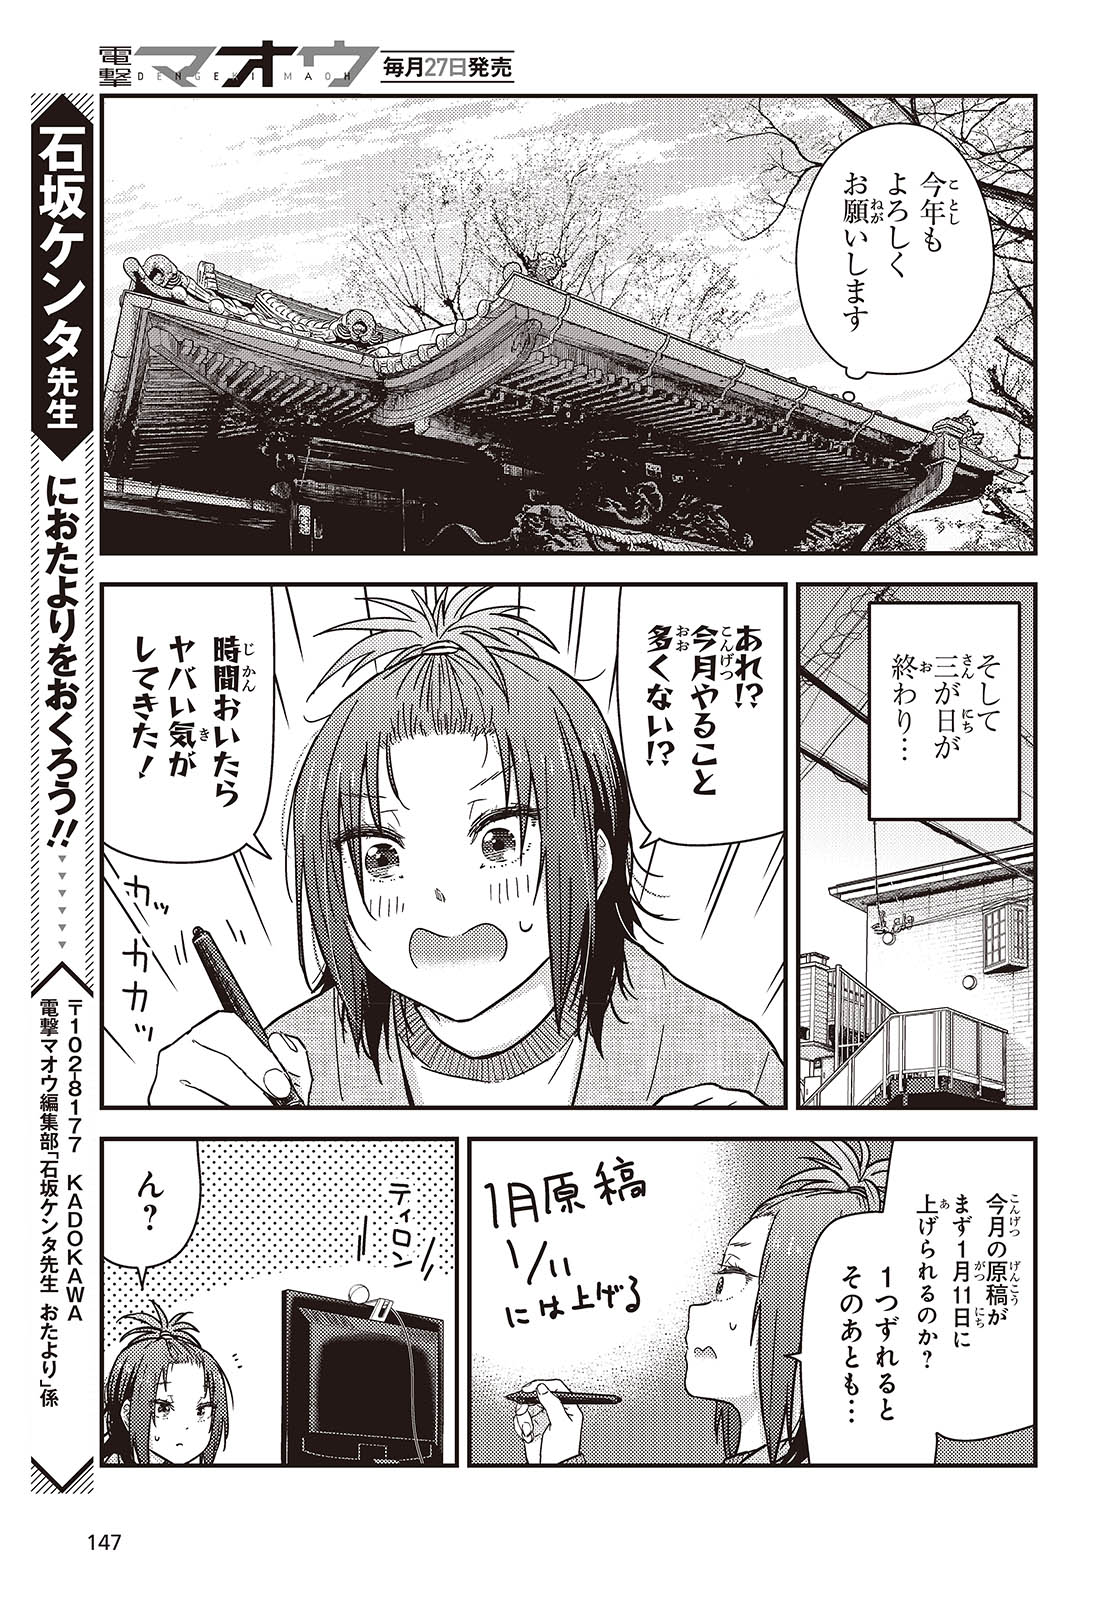 電撃マオウ
DENGEKI MAOH
毎月27日発売
今年も
よろしく
お願いします
そして
三が日が
終わり…
あれ!?
今月やること
多くない!?
時間おいたら
ヤバい気が
してきた!
カッ
カカ
今月の原稿が
まず1月11日に
上げられるのか?
1つずれると
そのあとも…
1月原稿
1/11
には上げる
ティロン
ん?
石坂ケンタ先生
におたよりをおくろう!!
〒102-8177 KADOKAWA
電撃マオウ編集部「石坂ケンタ先生 おたより」係
147